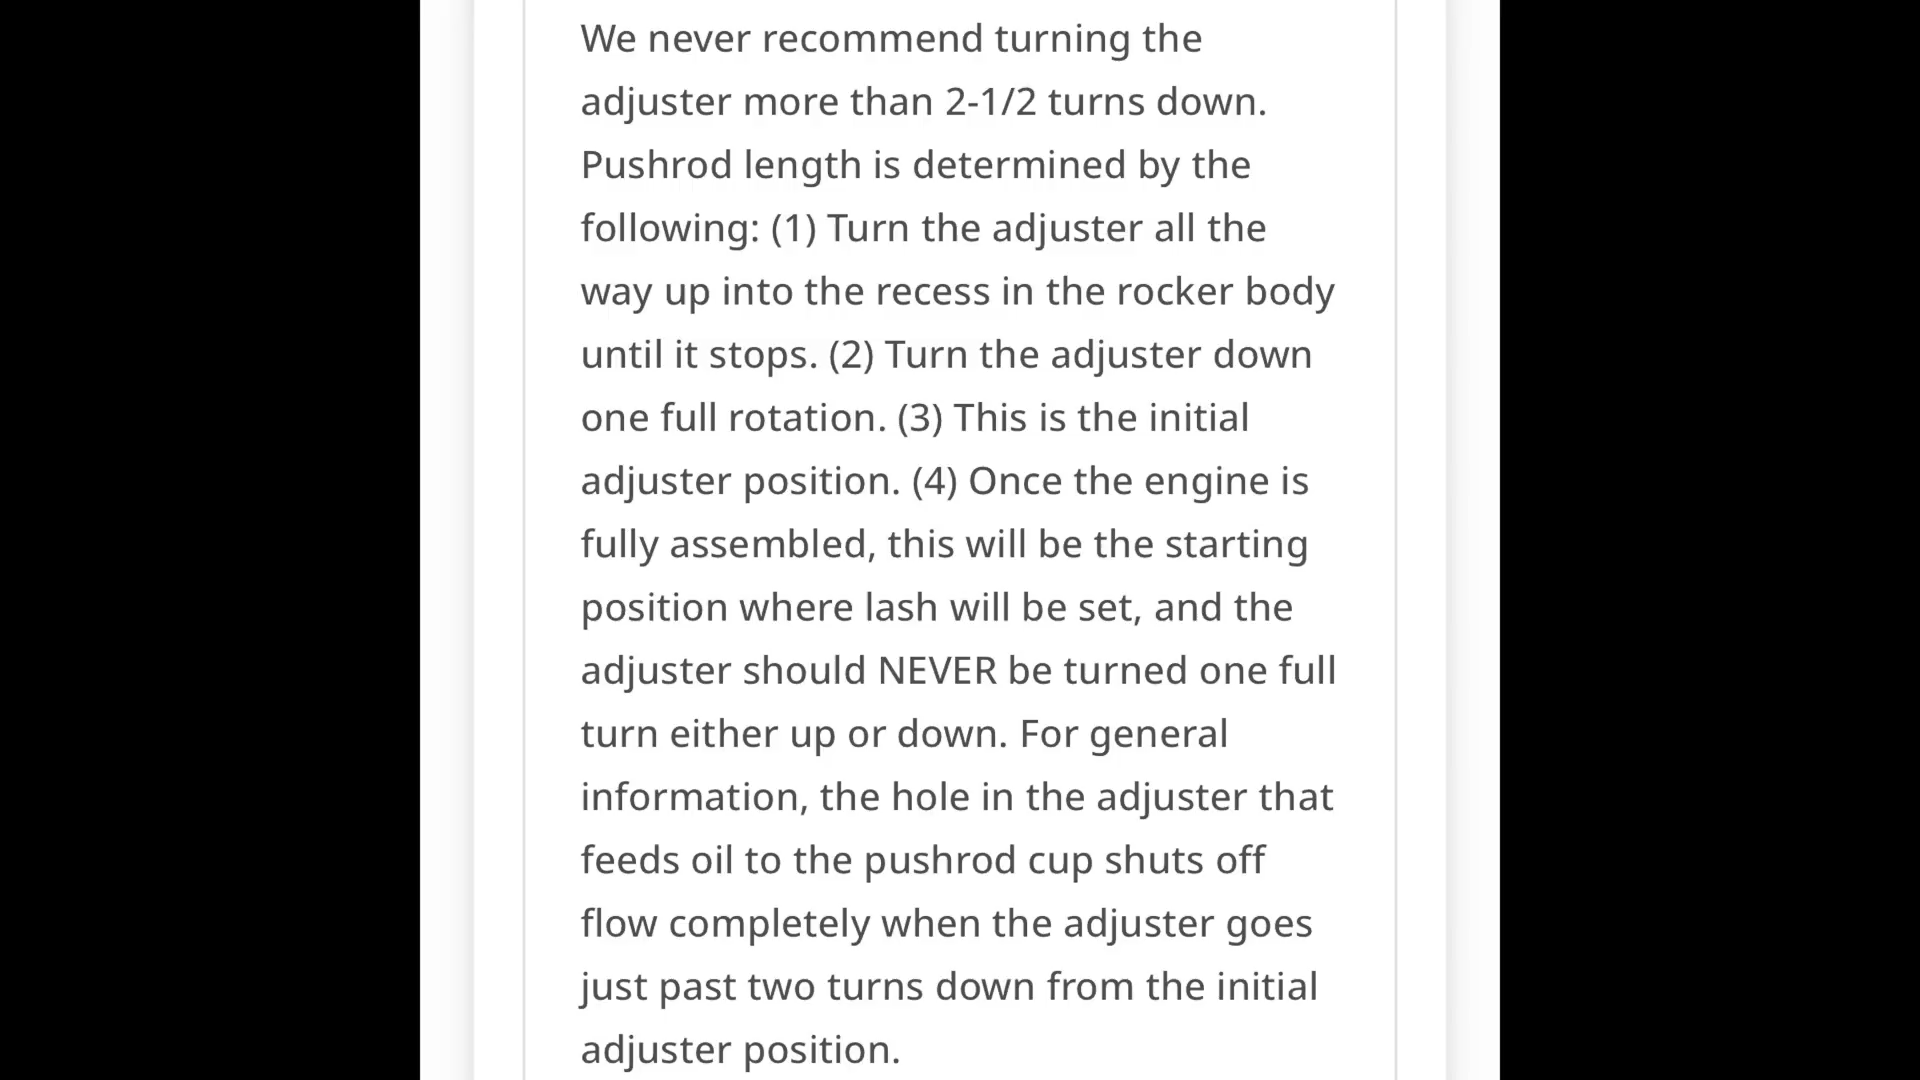 We never recommend turning the
adjuster more than 2-1/2 turns down.
Pushrod length is determined by the
following: (1) Turn the adjuster all the
way up into the recess in the rocker body
until it stops. (2) Turn the adjuster down
one full rotation. (3) This is the initial
adjuster position. (4) Once the engine is
fully assembled, this will be the starting
position where lash will be set, and the
adjuster should NEVER be turned one full
turn either up or down. For general
information, the hole in the adjuster that
feeds oil to the pushrod cup shuts off
flow completely when the adjuster goes
just past two turns down from the initial
adjuster position.